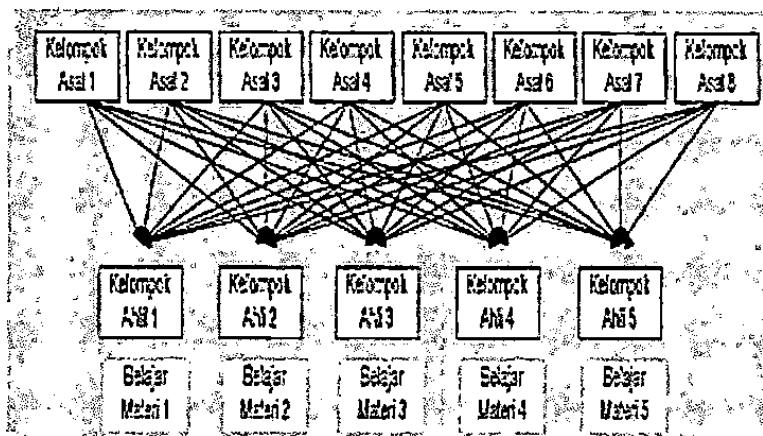 Kelompok Asal 1
Kelompok Asal 2
Kelompok Asal 3
Kelompok Asal 4
Kelompok Asal 5
Kelompok Asal 6
Kelompok Asal 7
Kelompok Asal 8
Kelompok Ahli 1
Kelompok Ahli 2
Kelompok Ahli 3
Kelompok Ahli 4
Kelompok Ahli 5
Belajar Materi 1
Belajar Materi 2
Belajar Materi 3
Belajar Materi 4
Belajar Materi 5